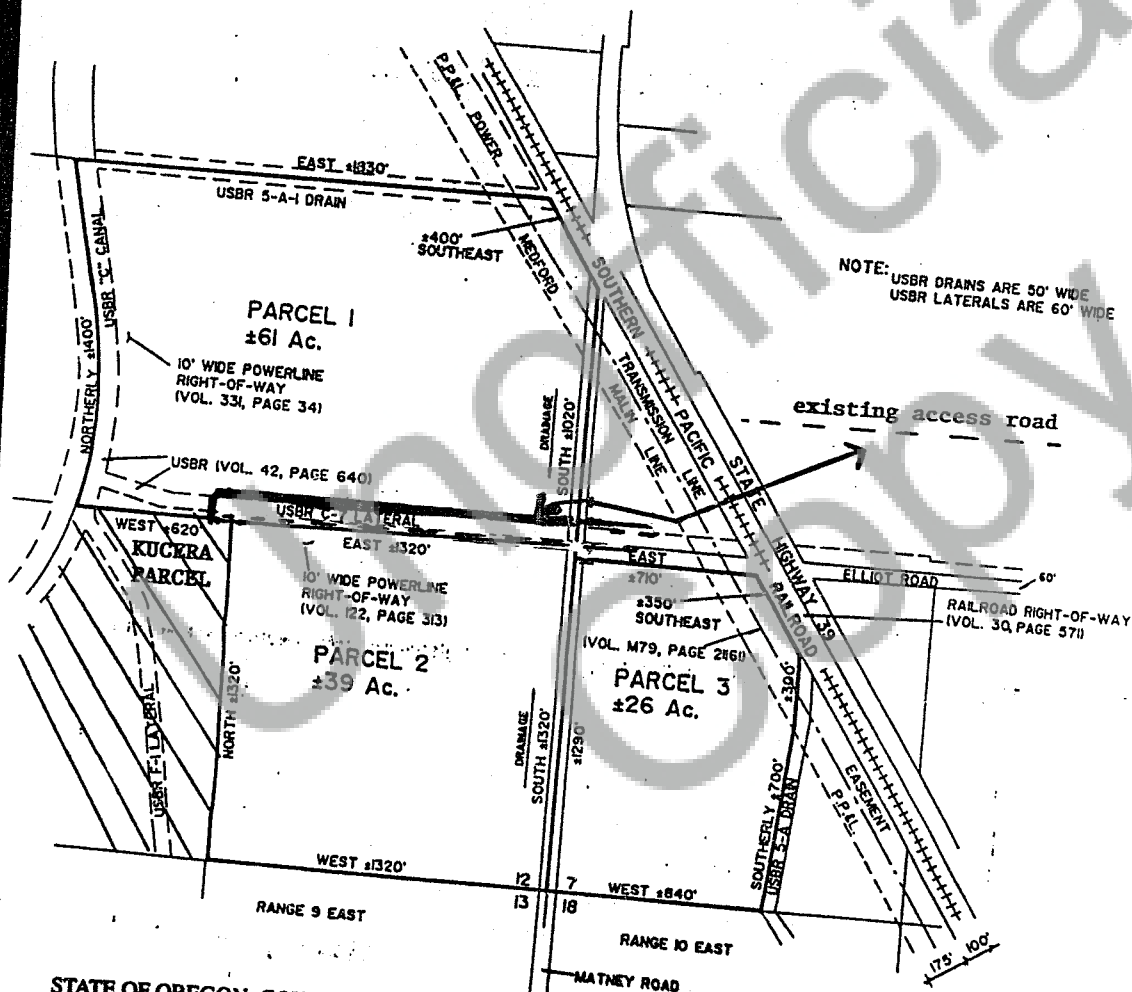 P.P.&L. POWER
EAST ±1830'
USBR 5-A-1 DRAIN
±400'
SOUTHEAST
MEDFORD
SOUTHERN
NOTE: USBR DRAINS ARE 50' WIDE
USBR LATERALS ARE 60' WIDE
USBR "C" CANAL
NORTHERLY ±1400'
PARCEL 1
±61 Ac.
10' WIDE POWERLINE
RIGHT-OF-WAY
(VOL. 331, PAGE 34)
TRANSMISSION LINE
MALIN LINE
PACIFIC
STATE
existing access road
DRAINAGE
SOUTH ±1020'
USBR (VOL. 42, PAGE 640)
USBR C-7 LATERAL
WEST ±620'
EAST ±1320'
KUCERA
PARCEL
10' WIDE POWERLINE
RIGHT-OF-WAY
(VOL. 122, PAGE 313)
EAST
±710'
HIGHWAY 39
ELLIOT ROAD
60'
±350'
SOUTHEAST
RAILROAD
RAILROAD RIGHT-OF-WAY
(VOL. 30, PAGE 571)
(VOL. M79, PAGE 2161)
PARCEL 2
±39 Ac.
PARCEL 3
±26 Ac.
±300'
NORTH ±1320'
USBR F-1 LATERAL
DRAINAGE
SOUTH ±1320'
±1290'
SOUTHERLY ±700'
USBR 5-A DRAIN
EASEMENT
P.P.&L.
WEST ±1320'
12 7
13 18
WEST ±840'
RANGE 9 EAST
RANGE 10 EAST
175' 100'
MATNEY ROAD
STATE OF OREGON,
Unofficial
Copy